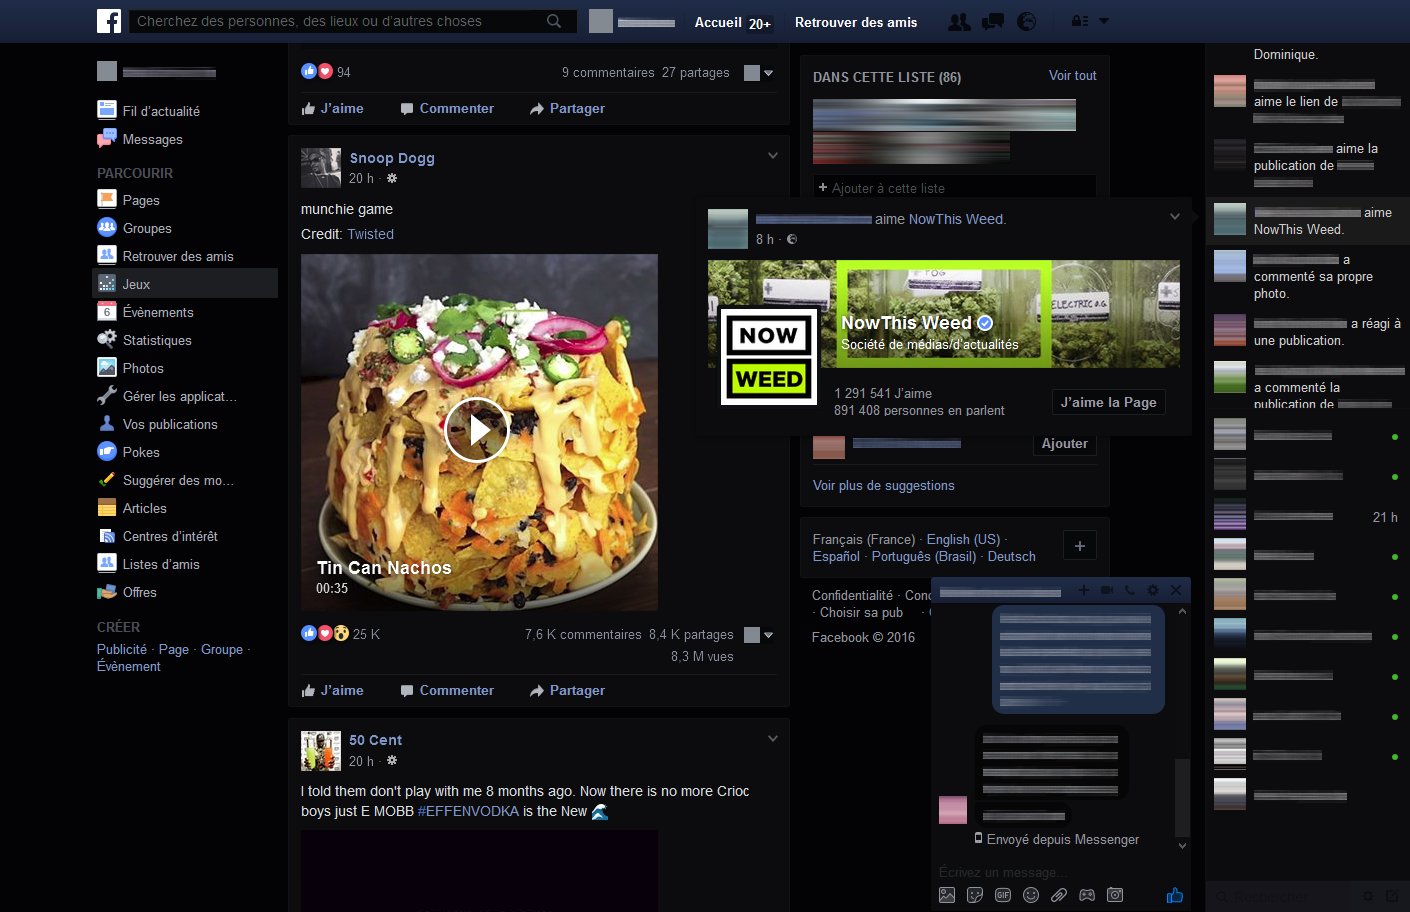 Cherchez des personnes, des lieux ou d'autres choses
Accueil 20+
Retrouver des amis
Fil d'actualité
Messages
PARCOURIR
Pages
Groupes
Retrouver des amis
Jeux
Évènements
6
Statistiques
Photos
Gérer les applicat...
Vos publications
Pokes
Suggérer des mo...
Articles
Centres d'intérêt
Listes d'amis
Offres
CRÉER
Publicité · Page · Groupe ·
Évènement
94
9 commentaires 27 partages
J'aime Commenter Partager
Snoop Dogg
20 h ·
munchie game
Credit: Twisted
Tin Can Nachos
00:35
25 K
7,6 K commentaires 8,4 K partages
8,3 M vues
J'aime Commenter Partager
50 Cent
20 h ·
I told them don't play with me 8 months ago. Now there is no more Crioc
boys just E MOBB #EFFENVODKA is the New 🌊
DANS CETTE LISTE (86)
Voir tout
+ Ajouter à cette liste
aime NowThis Weed.
8 h ·
ELECTRIC O.G.
NOW
WEED
NowThis Weed
Société de médias/d'actualités
1 291 541 J'aime
891 408 personnes en parlent
J'aime la Page
Ajouter
Voir plus de suggestions
Français (France) · English (US) ·
Español · Português (Brasil) · Deutsch
+
Confidentialité · Conc
· Choisir sa pub ·
Facebook © 2016
Envoyé depuis Messenger
Écrivez un message...
GIF
Dominique.
aime le lien de
aime la
publication de
aime
NowThis Weed.
a
commenté sa propre
photo.
a réagi à
une publication.
a commenté la
publication de
21 h
Rechercher